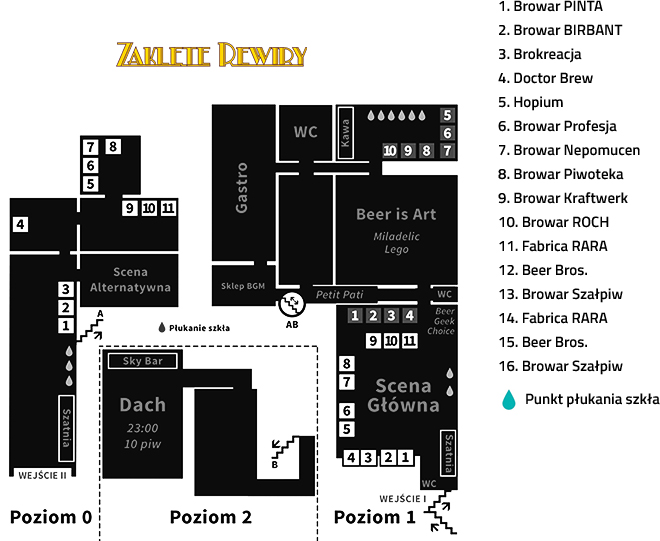 ZAKLĘTE REWIRY
1. Browar PINTA
2. Browar BIRBANT
3. Brokreacja
4. Doctor Brew
5. Hopium
6. Browar Profesja
7. Browar Nepomucen
8. Browar Piwoteka
9. Browar Kraftwerk
10. Browar ROCH
11. Fabrica RARA
12. Beer Bros.
13. Browar Szałpiw
14. Fabrica RARA
15. Beer Bros.
16. Browar Szałpiw
Punkt płukania szkła
7 8
6
5
9 10 11
4
Scena
Alternatywna
3
2
1
A
Płukanie szkła
Szatnia
WEJŚCIE II
Poziom 0
Sky Bar
Dach
23:00
10 piw
B
Poziom 2
Gastro
WC
Kawa
5
6
10 9 8 7
Beer is Art
Miladelic
Lego
Sklep BGM
AB
Petit Pati
WC
Beer
Geek
Choice
1 2 3 4
9 10 11
8
7
6
5
Scena
Główna
4 3 2 1
Szatnia
WC
WEJŚCIE I
Poziom 1